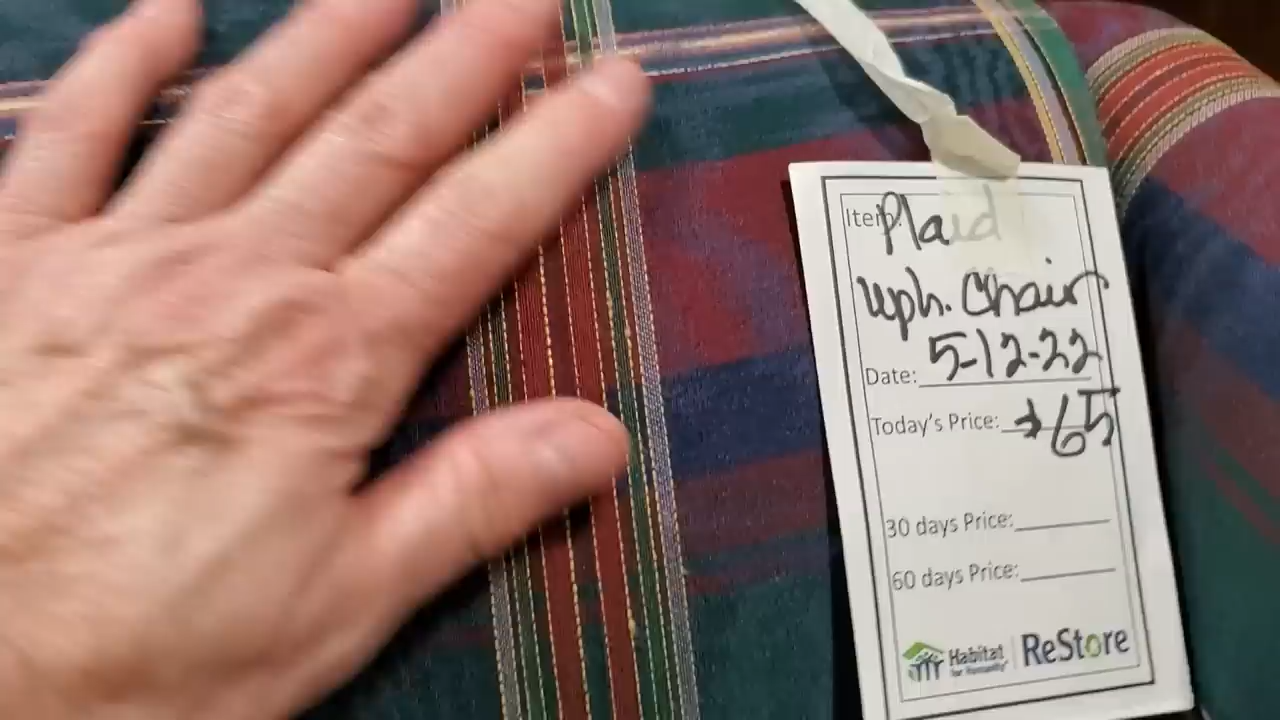 Item: Plaid
uph. Chair
Date: 5-12-22
Today's Price: $65
30 days Price:
60 days Price:
Habitat for Humanity® | ReStore